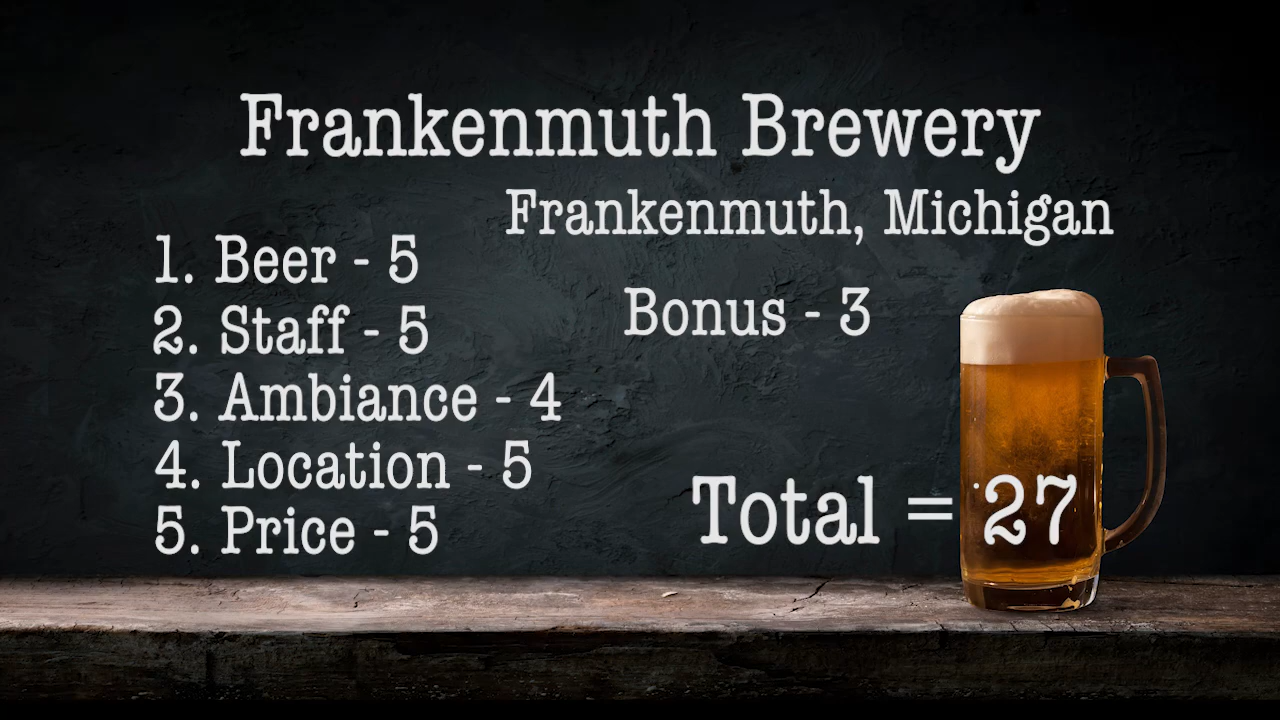 Frankenmuth Brewery
Frankenmuth, Michigan
1. Beer - 5
2. Staff - 5
3. Ambiance - 4
4. Location - 5
5. Price - 5
Bonus - 3
Total = 27